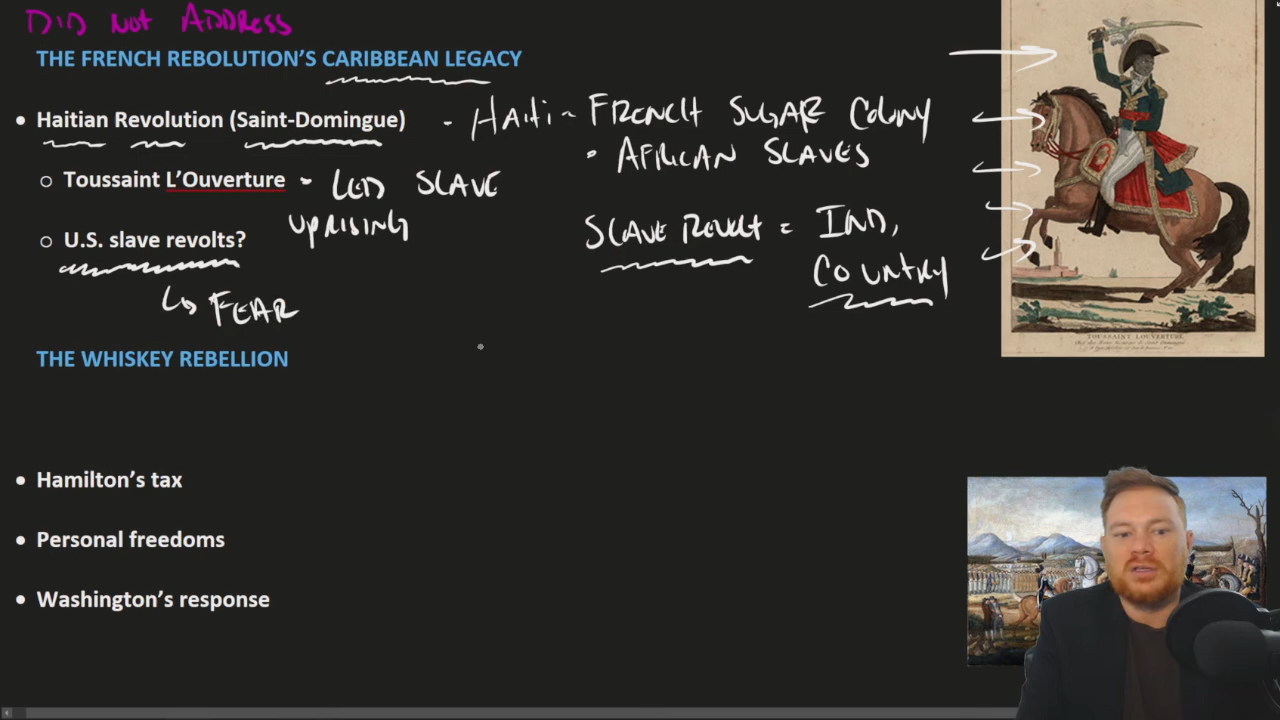 DID NOT ADDRESS
THE FRENCH REBOLUTION'S CARIBBEAN LEGACY
• Haitian Revolution (Saint-Domingue) - HAITI - FRENCH SUGAR COLONY
• AFRICAN SLAVES
○ Toussaint L'Ouverture - LED SLAVE
UPRISING
SLAVE REVOLT = IND.
COUNTRY
○ U.S. slave revolts?
↳ FEAR
THE WHISKEY REBELLION
• Hamilton's tax
• Personal freedoms
• Washington's response
TOUSSAINT LOUVERTURE